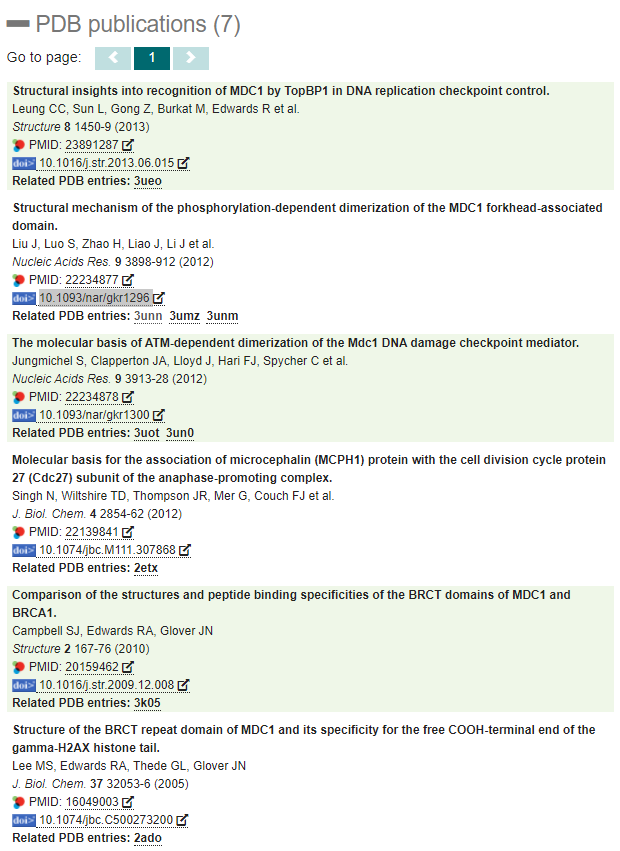 PDB publications (7)
Go to page: < 1 >
Structural insights into recognition of MDC1 by TopBP1 in DNA replication checkpoint control.
Leung CC, Sun L, Gong Z, Burkat M, Edwards R et al.
Structure 8 1450-9 (2013)
PMID: 23891287
doi> 10.1016/j.str.2013.06.015
Related PDB entries: 3ueo
Structural mechanism of the phosphorylation-dependent dimerization of the MDC1 forkhead-associated
domain.
Liu J, Luo S, Zhao H, Liao J, Li J et al.
Nucleic Acids Res. 9 3898-912 (2012)
PMID: 22234877
doi> 10.1093/nar/gkr1296
Related PDB entries: 3unn 3umz 3unm
The molecular basis of ATM-dependent dimerization of the Mdc1 DNA damage checkpoint mediator.
Jungmichel S, Clapperton JA, Lloyd J, Hari FJ, Spycher C et al.
Nucleic Acids Res. 9 3913-28 (2012)
PMID: 22234878
doi> 10.1093/nar/gkr1300
Related PDB entries: 3uot 3un0
Molecular basis for the association of microcephalin (MCPH1) protein with the cell division cycle protein
27 (Cdc27) subunit of the anaphase-promoting complex.
Singh N, Wiltshire TD, Thompson JR, Mer G, Couch FJ et al.
J. Biol. Chem. 4 2854-62 (2012)
PMID: 22139841
doi> 10.1074/jbc.M111.307868
Related PDB entries: 2etx
Comparison of the structures and peptide binding specificities of the BRCT domains of MDC1 and
BRCA1.
Campbell SJ, Edwards RA, Glover JN
Structure 2 167-76 (2010)
PMID: 20159462
doi> 10.1016/j.str.2009.12.008
Related PDB entries: 3k05
Structure of the BRCT repeat domain of MDC1 and its specificity for the free COOH-terminal end of the
gamma-H2AX histone tail.
Lee MS, Edwards RA, Thede GL, Glover JN
J. Biol. Chem. 37 32053-6 (2005)
PMID: 16049003
doi> 10.1074/jbc.C500273200
Related PDB entries: 2ado